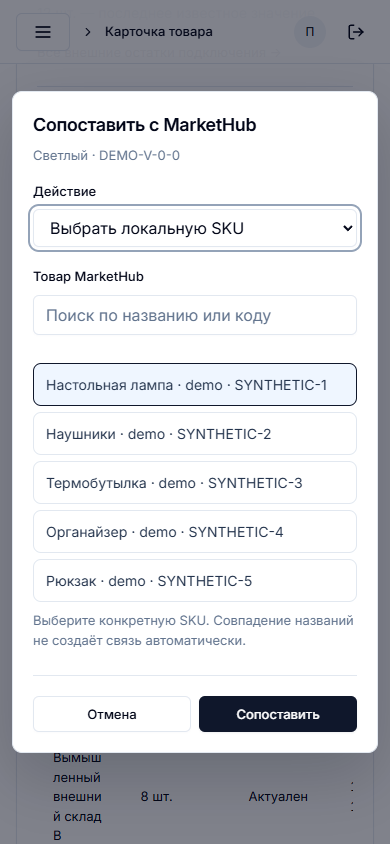 Карточка товара
П
Сопоставить с MarketHub
Светлый · DEMO-V-0-0
Действие
Выбрать локальную SKU
Товар MarketHub
Поиск по названию или коду
Настольная лампа · demo · SYNTHETIC-1
Наушники · demo · SYNTHETIC-2
Термобутылка · demo · SYNTHETIC-3
Органайзер · demo · SYNTHETIC-4
Рюкзак · demo · SYNTHETIC-5
Выберите конкретную SKU. Совпадение названий
не создаёт связь автоматически.
Отмена
Сопоставить
Вымыш
ленный
внешни
й склад
В
8 шт.
Актуален